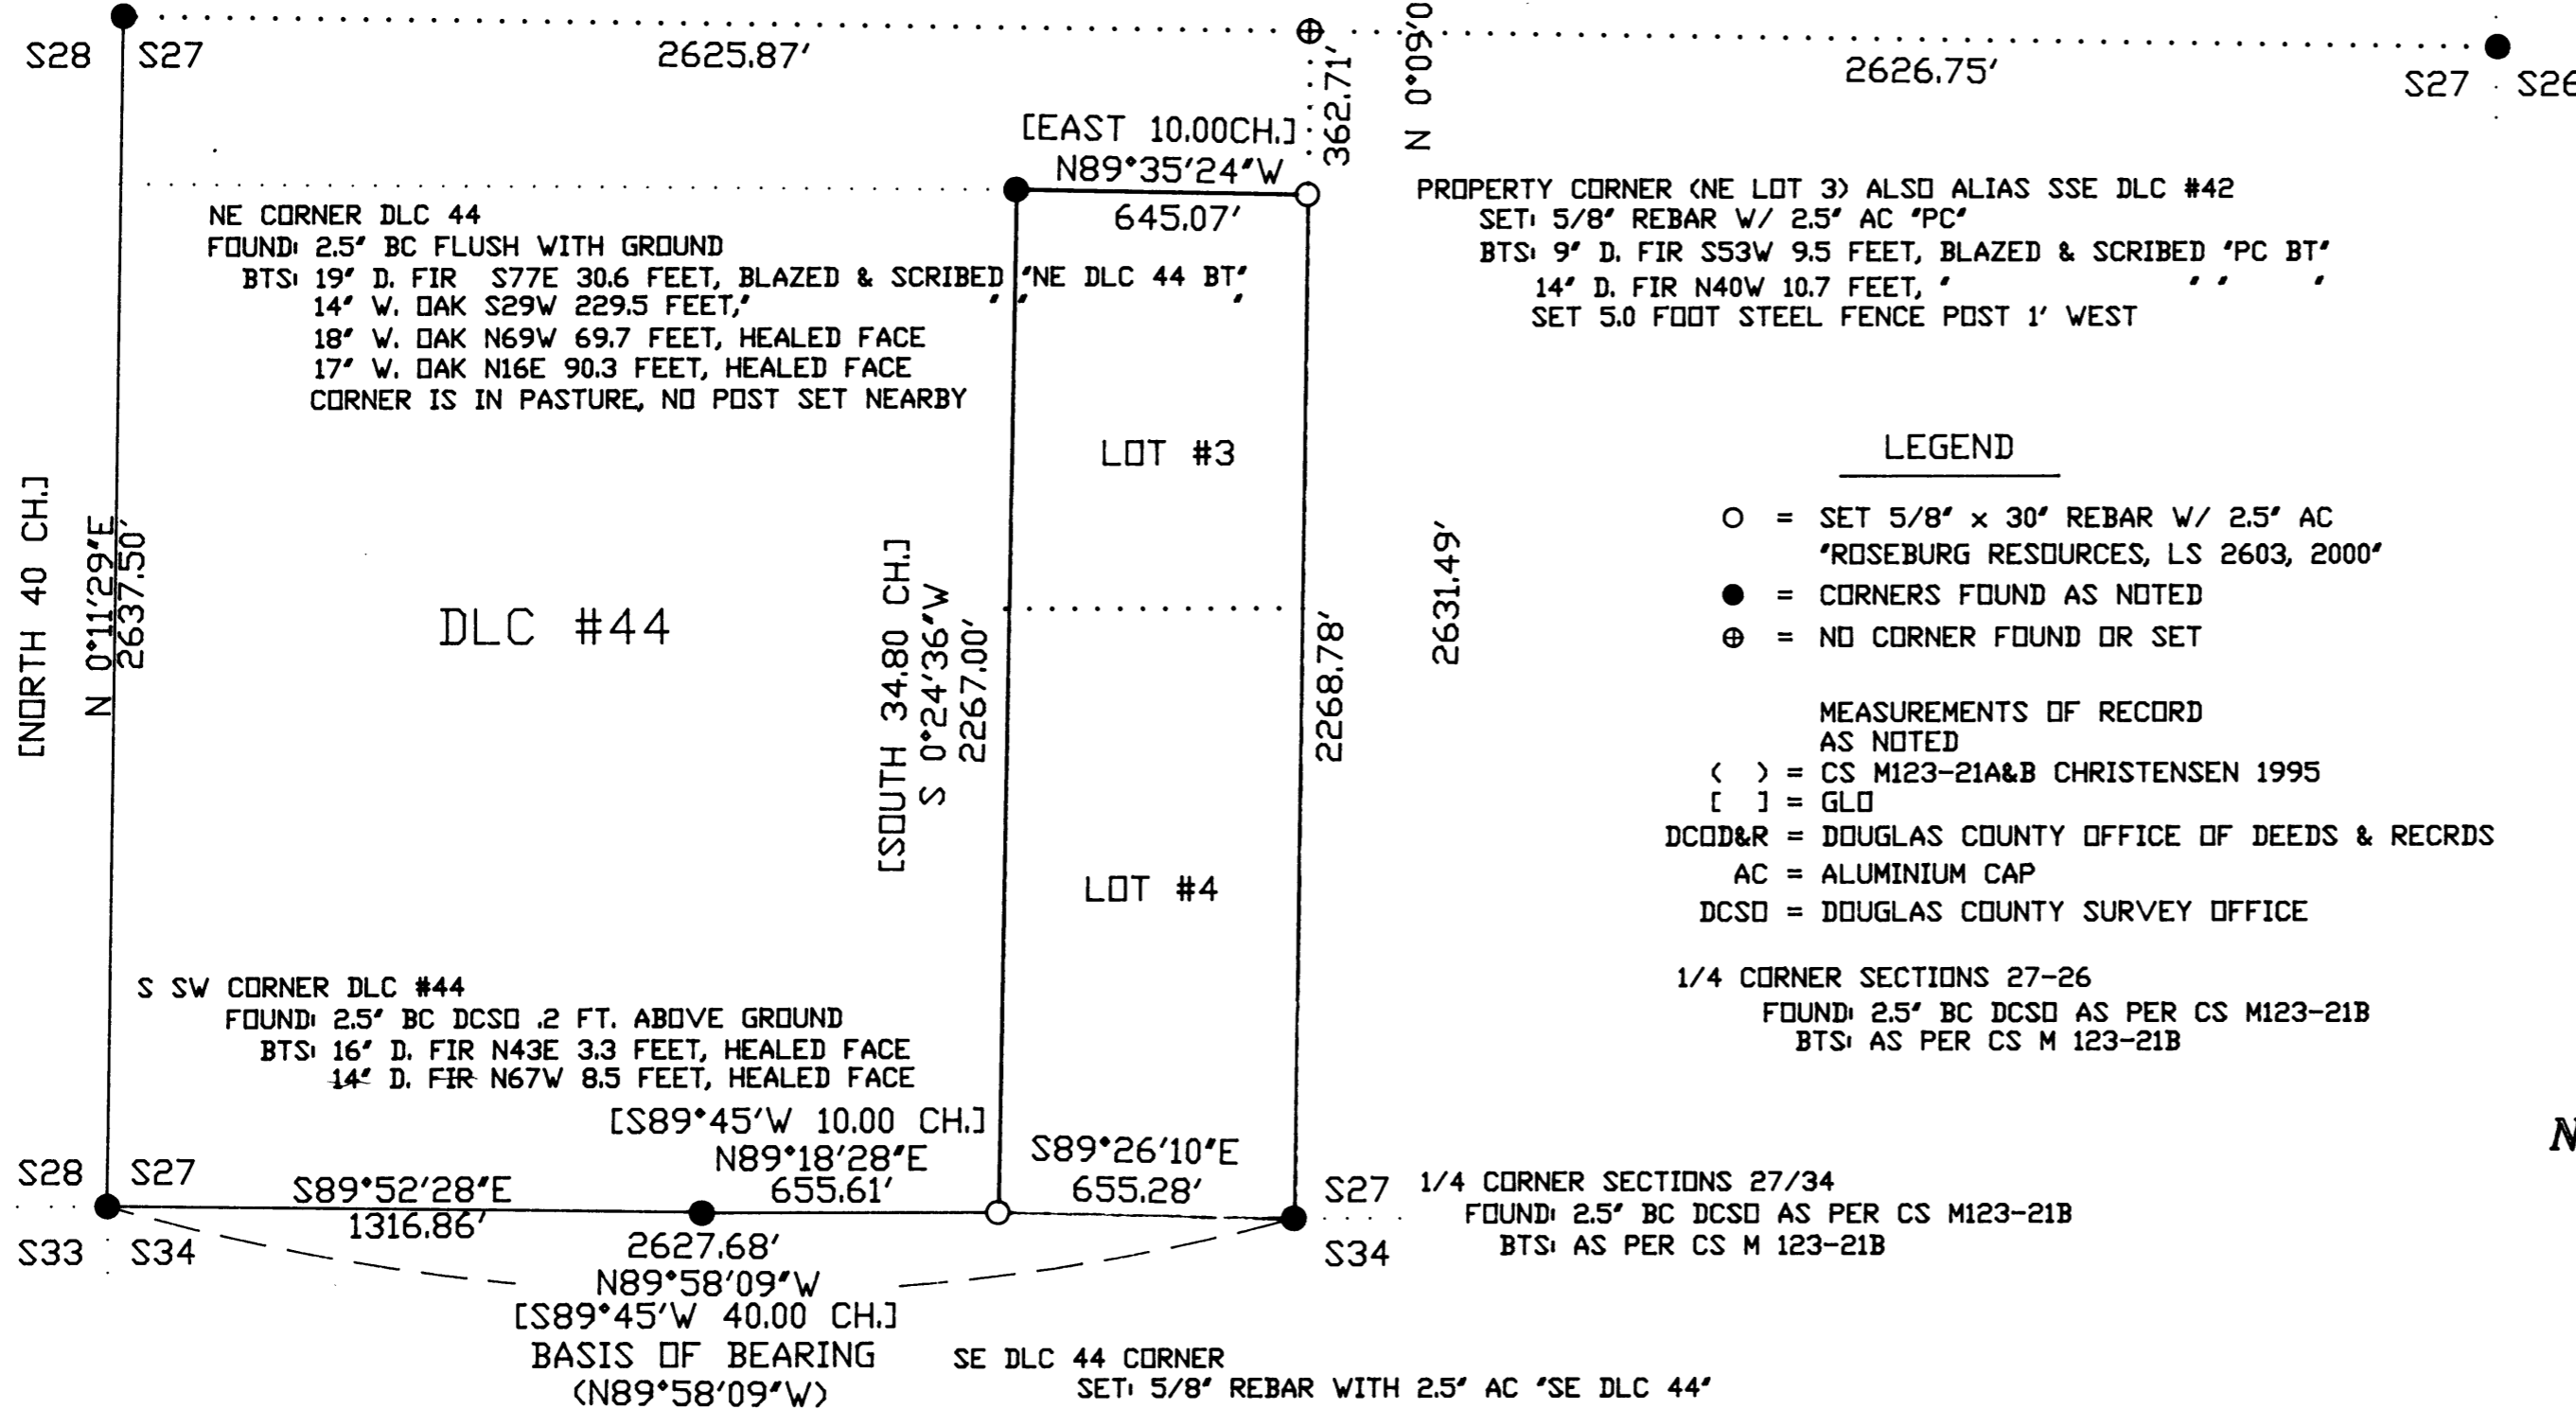 S28 S27
2625.87'
362.71'
N 0°09'0
2626.75'
S27 S26
[EAST 10.00CH.]
N89°35'24"W
645.07'
NE CORNER DLC 44
FOUND: 2.5" BC FLUSH WITH GROUND
BTS: 19" D. FIR S77E 30.6 FEET, BLAZED & SCRIBED "NE DLC 44 BT"
14" W. OAK S29W 229.5 FEET," " " "
18" W. OAK N69W 69.7 FEET, HEALED FACE
17" W. OAK N16E 90.3 FEET, HEALED FACE
CORNER IS IN PASTURE, NO POST SET NEARBY
PROPERTY CORNER (NE LOT 3) ALSO ALIAS SSE DLC #42
SET: 5/8" REBAR W/ 2.5" AC "PC"
BTS: 9" D. FIR S53W 9.5 FEET, BLAZED & SCRIBED "PC BT"
14" D. FIR N40W 10.7 FEET, " " " "
SET 5.0 FOOT STEEL FENCE POST 1' WEST
LOT #3
[NORTH 40 CH.]
N 0°11'29"E
2637.50'
DLC #44
[SOUTH 34.80 CH.]
S 0°24'36"W
2267.00'
2268.78'
2631.49'
LOT #4
LEGEND
= SET 5/8" x 30" REBAR W/ 2.5" AC
"ROSEBURG RESOURCES, LS 2603, 2000"
= CORNERS FOUND AS NOTED
= NO CORNER FOUND OR SET
MEASUREMENTS OF RECORD
AS NOTED
( ) = CS M123-21A&B CHRISTENSEN 1995
[ ] = GLO
DCOD&R = DOUGLAS COUNTY OFFICE OF DEEDS & RECRDS
AC = ALUMINIUM CAP
DCSO = DOUGLAS COUNTY SURVEY OFFICE
1/4 CORNER SECTIONS 27-26
FOUND: 2.5" BC DCSO AS PER CS M123-21B
BTS: AS PER CS M 123-21B
N
S SW CORNER DLC #44
FOUND: 2.5" BC DCSO .2 FT. ABOVE GROUND
BTS: 16" D. FIR N43E 3.3 FEET, HEALED FACE
14" D. FIR N67W 8.5 FEET, HEALED FACE
[S89°45'W 10.00 CH.]
N89°18'28"E
655.61'
S89°26'10"E
655.28'
S28 S27
S89°52'28"E
1316.86'
S33 S34
2627.68'
N89°58'09"W
[S89°45'W 40.00 CH.]
BASIS OF BEARING
(N89°58'09"W)
S27
S34
1/4 CORNER SECTIONS 27/34
FOUND: 2.5" BC DCSO AS PER CS M123-21B
BTS: AS PER CS M 123-21B
SE DLC 44 CORNER
SET: 5/8" REBAR WITH 2.5" AC "SE DLC 44"